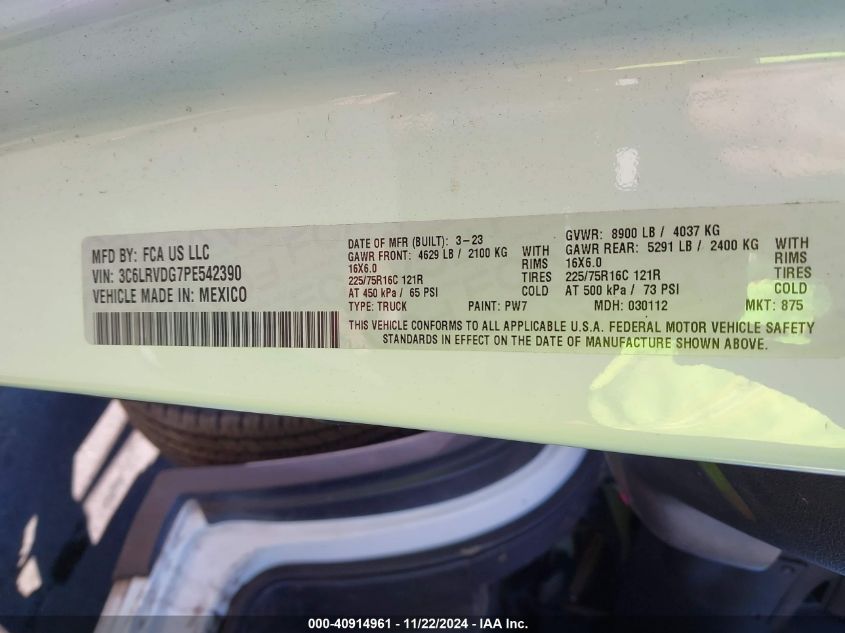 MFD BY: FCA US LLC
VIN: 3C6LRVDG7PE542390
VEHICLE MADE IN: MEXICO
DATE OF MFR (BUILT): 3-23
GAWR FRONT: 4629 LB / 2100 KG WITH
16X6.0 RIMS
225/75R16C 121R TIRES
AT 450 kPa / 65 PSI COLD
TYPE: TRUCK PAINT: PW7
GVWR: 8900 LB / 4037 KG
GAWR REAR: 5291 LB / 2400 KG WITH
16X6.0 RIMS
225/75R16C 121R TIRES
AT 500 kPa / 73 PSI COLD
MDH: 030112 MKT: 875
THIS VEHICLE CONFORMS TO ALL APPLICABLE U.S.A. FEDERAL MOTOR VEHICLE SAFETY
STANDARDS IN EFFECT ON THE DATE OF MANUFACTURE SHOWN ABOVE.
000-40914961 - 11/22/2024 - IAA Inc.